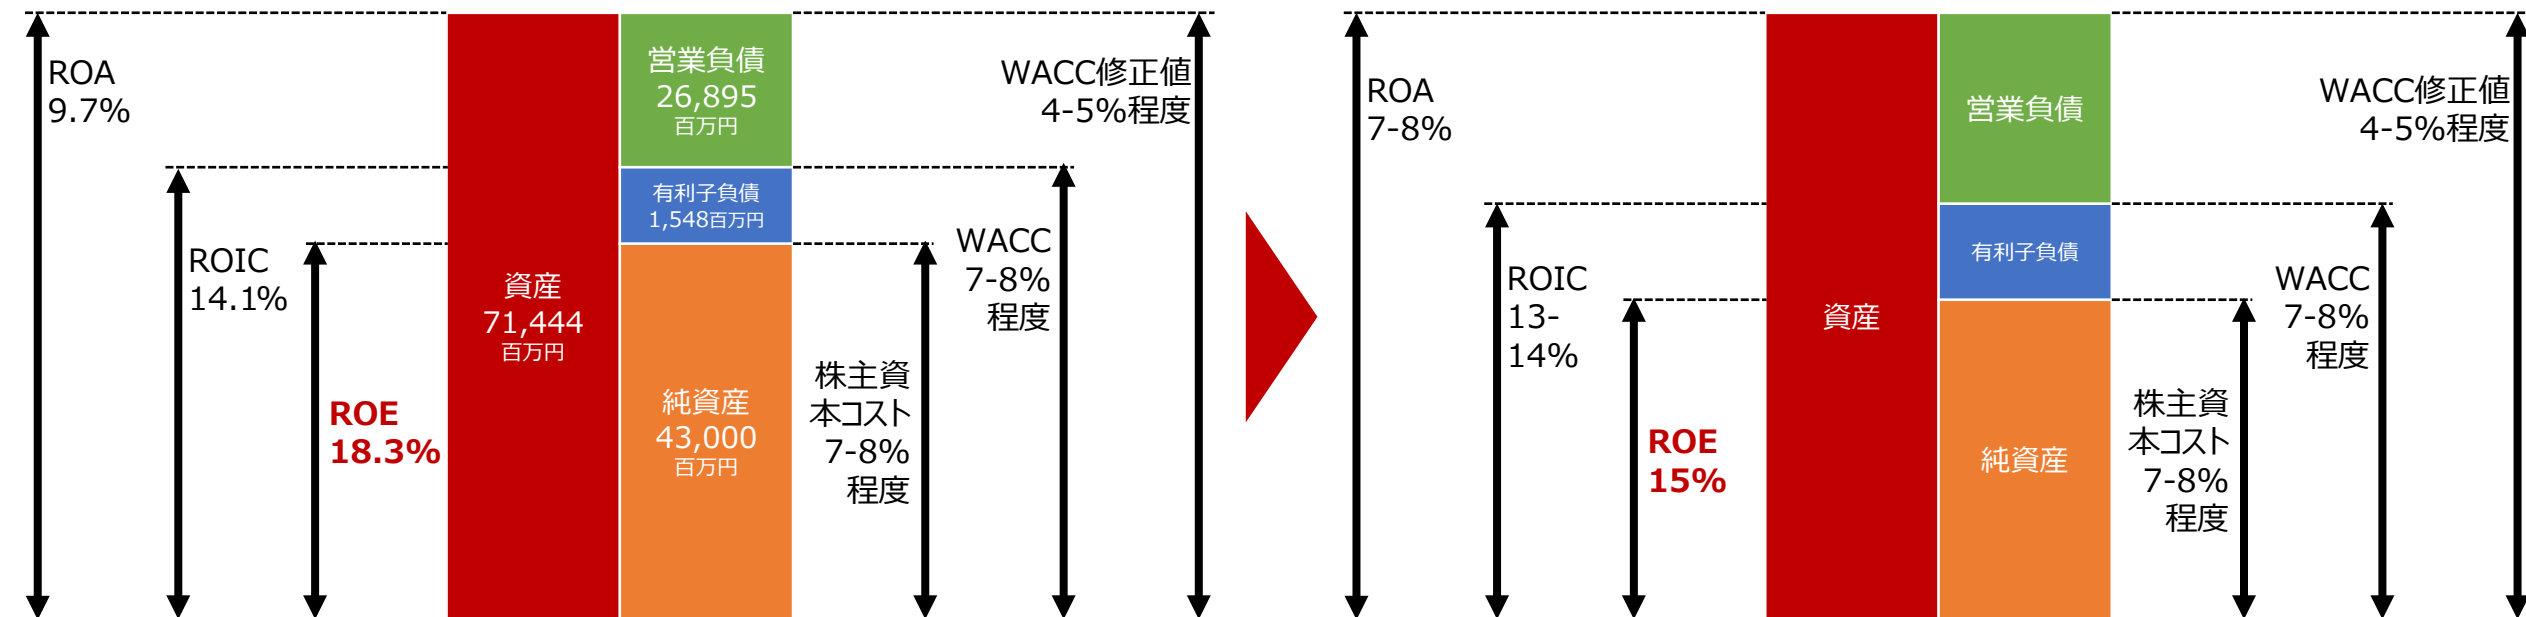 ROA
9.7%
ROIC
14.1%
ROE
18.3%
資産
71,444
百万円
営業負債
26,895
百万円
有利子負債
1,548百万円
純資産
43,000
百万円
株主資
本コスト
7-8%
程度
WACC
7-8%
程度
WACC修正値
4-5%程度
ROA
7-8%
ROIC
13-
14%
ROE
15%
資産
営業負債
有利子負債
純資産
株主資
本コスト
7-8%
程度
WACC
7-8%
程度
WACC修正値
4-5%程度